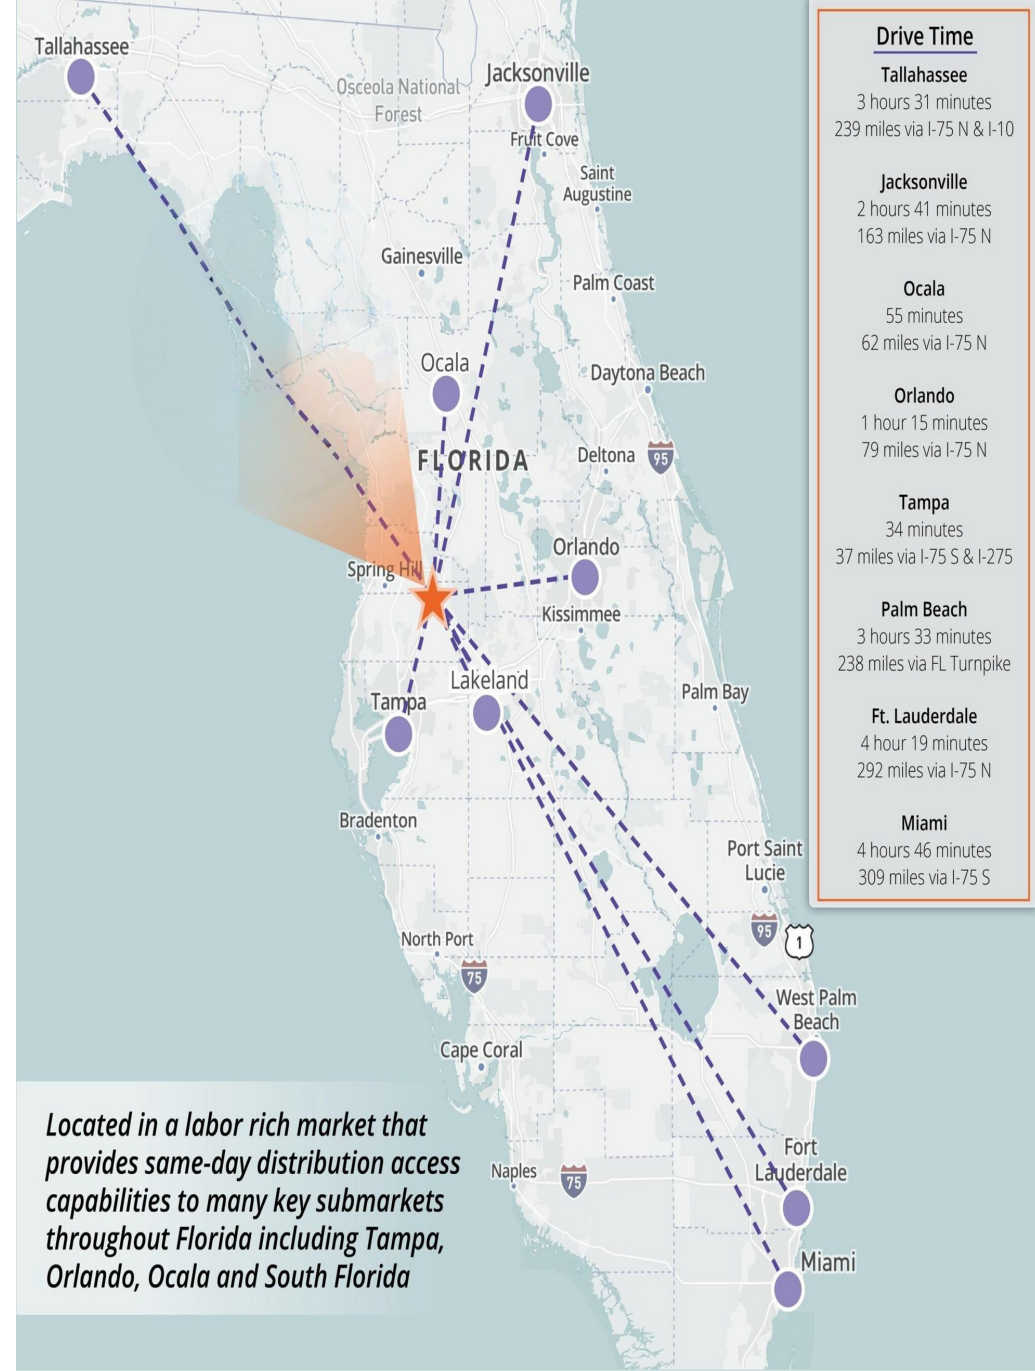 Tallahassee
Osceola National
Forest
Jacksonville
Fruit Cove
Saint
Augustine
Gainesville
Palm Coast
Ocala
Daytona Beach
FLORIDA
Deltona
95
Orlando
Spring Hill
Kissimmee
Lakeland
Tampa
Palm Bay
Bradenton
Port Saint
Lucie
95
1
North Port
75
West Palm
Beach
Cape Coral
Fort
Lauderdale
Naples
75
Miami
Drive Time
Tallahassee
3 hours 31 minutes
239 miles via I-75 N & I-10
Jacksonville
2 hours 41 minutes
163 miles via I-75 N
Ocala
55 minutes
62 miles via I-75 N
Orlando
1 hour 15 minutes
79 miles via I-75 N
Tampa
34 minutes
37 miles via I-75 S & I-275
Palm Beach
3 hours 33 minutes
238 miles via FL Turnpike
Ft. Lauderdale
4 hour 19 minutes
292 miles via I-75 N
Miami
4 hours 46 minutes
309 miles via I-75 S
Located in a labor rich market that
provides same-day distribution access
capabilities to many key submarkets
throughout Florida including Tampa,
Orlando, Ocala and South Florida